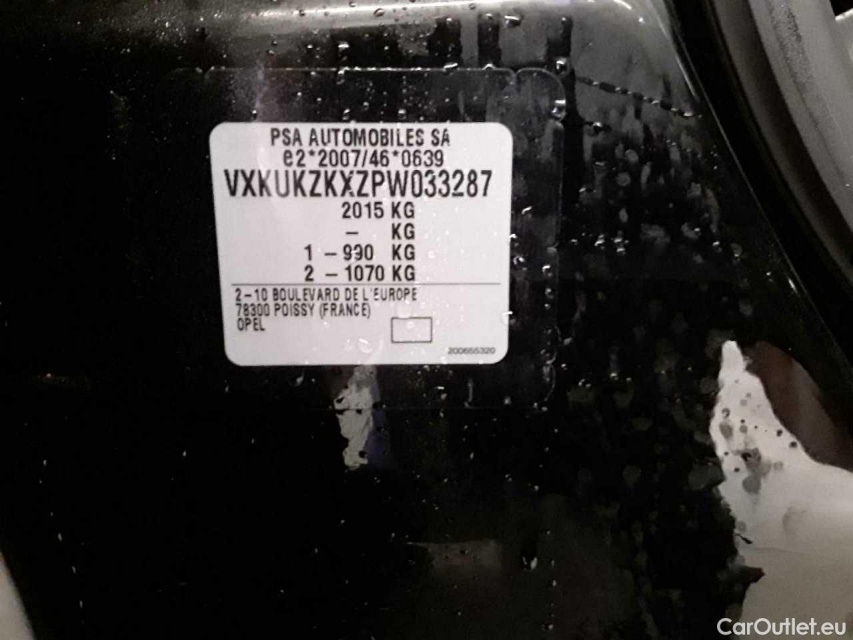 PSA AUTOMOBILES SA
e2*2007/46*0639
VXKUKZKXZPW033287
2015 KG
- KG
1 - 990 KG
2 - 1070 KG
2-10 BOULEVARD DE L'EUROPE
78300 POISSY (FRANCE)
OPEL
200655320
CarOutlet.eu